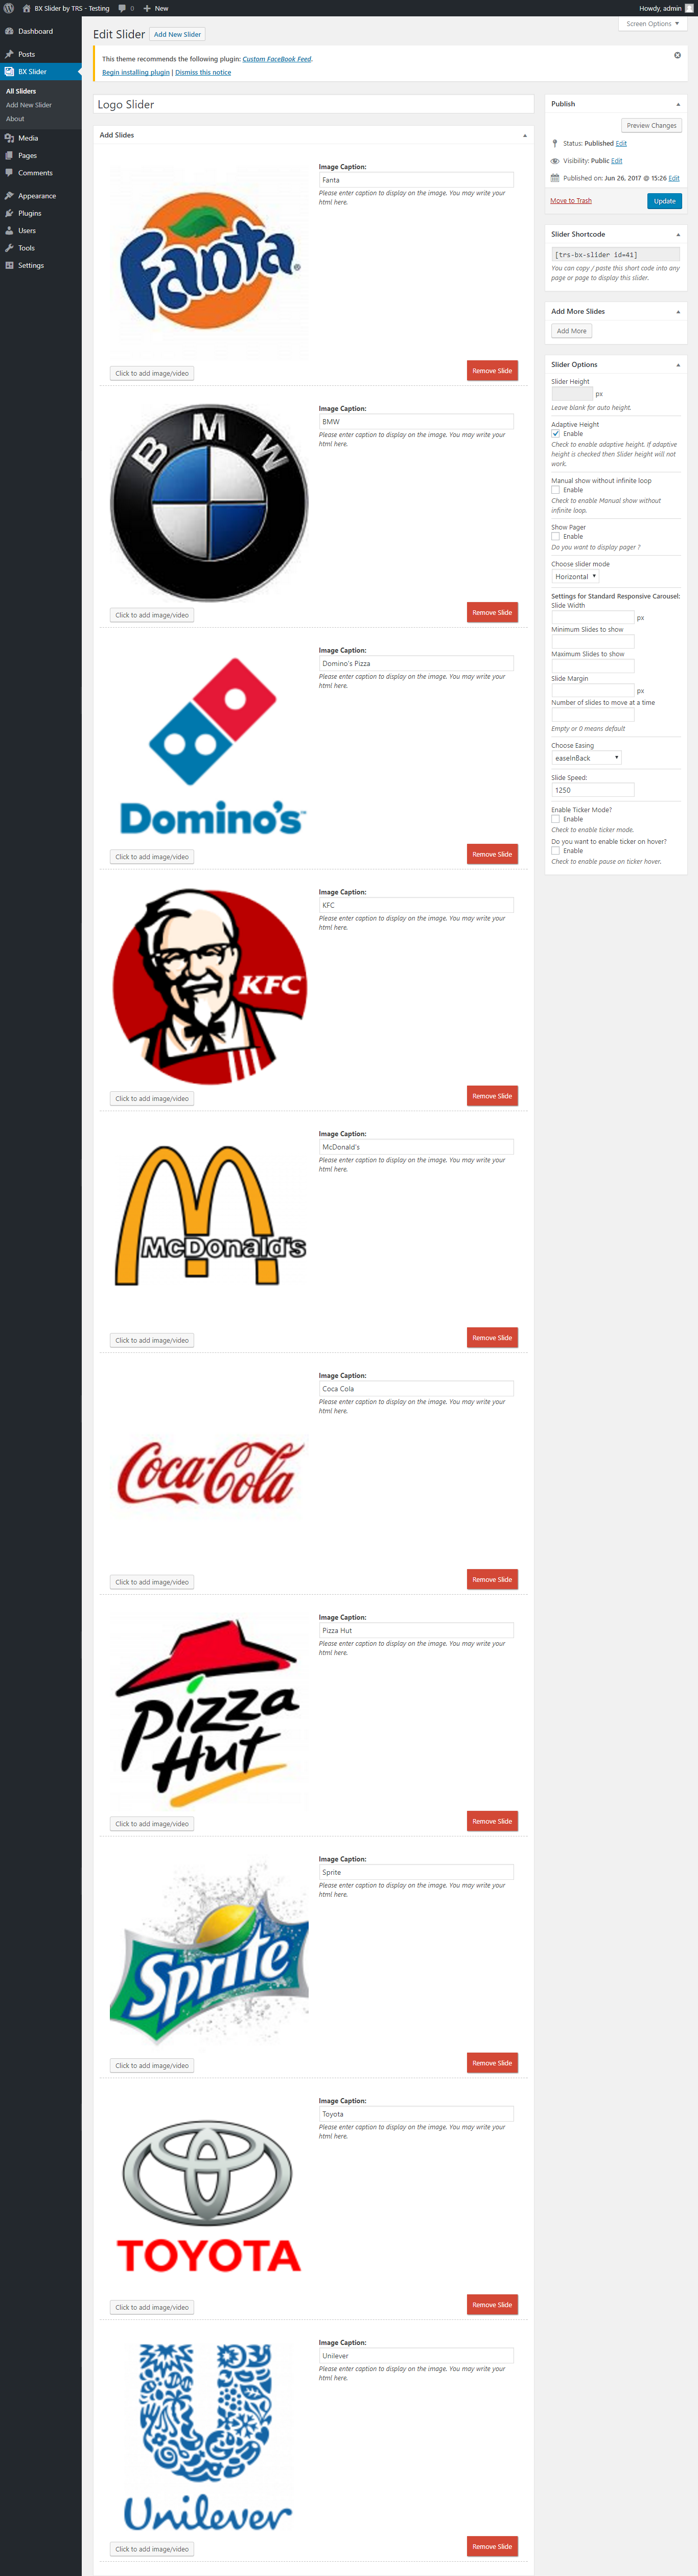 BX Slider by TRS - Testing
0
New
Howdy, admin
Dashboard
Posts
BX Slider
All Sliders
Add New Slider
About
Media
Pages
Comments
Appearance
Plugins
Users
Tools
Settings
Screen Options
Edit Slider
Add New Slider
This theme recommends the following plugin: Custom FaceBook Feed.
Begin installing plugin | Dismiss this notice
Logo Slider
Add Slides
Fanta
Image Caption:
Fanta
Please enter caption to display on the image. You may write your
html here.
Click to add image/video
Remove Slide
BMW
Image Caption:
BMW
Please enter caption to display on the image. You may write your
html here.
Click to add image/video
Remove Slide
Domino's
Image Caption:
Domino's Pizza
Please enter caption to display on the image. You may write your
html here.
Click to add image/video
Remove Slide
KFC
Image Caption:
KFC
Please enter caption to display on the image. You may write your
html here.
Click to add image/video
Remove Slide
McDonald's
Image Caption:
McDonald's
Please enter caption to display on the image. You may write your
html here.
Click to add image/video
Remove Slide
Coca-Cola
Image Caption:
Coca Cola
Please enter caption to display on the image. You may write your
html here.
Click to add image/video
Remove Slide
Pizza
Hut
Image Caption:
Pizza Hut
Please enter caption to display on the image. You may write your
html here.
Click to add image/video
Remove Slide
Sprite
Image Caption:
Sprite
Please enter caption to display on the image. You may write your
html here.
Click to add image/video
Remove Slide
TOYOTA
Image Caption:
Toyota
Please enter caption to display on the image. You may write your
html here.
Click to add image/video
Remove Slide
Unilever
Image Caption:
Unilever
Please enter caption to display on the image. You may write your
html here.
Click to add image/video
Remove Slide
Publish
Preview Changes
Status: Published Edit
Visibility: Public Edit
Published on: Jun 26, 2017 @ 15:26 Edit
Move to Trash
Update
Slider Shortcode
[trs-bx-slider id=41]
You can copy / paste this short code into any
page or page to display this slider.
Add More Slides
Add More
Slider Options
Slider Height
px
Leave blank for auto height.
Adaptive Height
Enable
Check to enable adaptive height. if adaptive
height is checked then Slider height will not
work.
Manual show without infinite loop
Enable
Check to enable Manual show without
infinite loop.
Show Pager
Enable
Do you want to display pager ?
Choose slider mode
Horizontal
Settings for Standard Responsive Carousel:
Slide Width
px
Minimum Slides to show
Maximum Slides to show
Slide Margin
px
Number of slides to move at a time
Empty or 0 means default
Choose Easing
easeInBack
Slide Speed:
1250
Enable Ticker Mode?
Enable
Check to enable ticker mode.
Do you want to enable ticker on hover?
Enable
Check to enable pause on ticker hover.